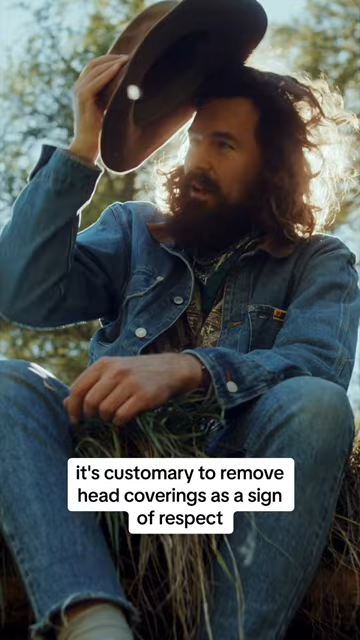 it's customary to remove
head coverings as a sign
of respect